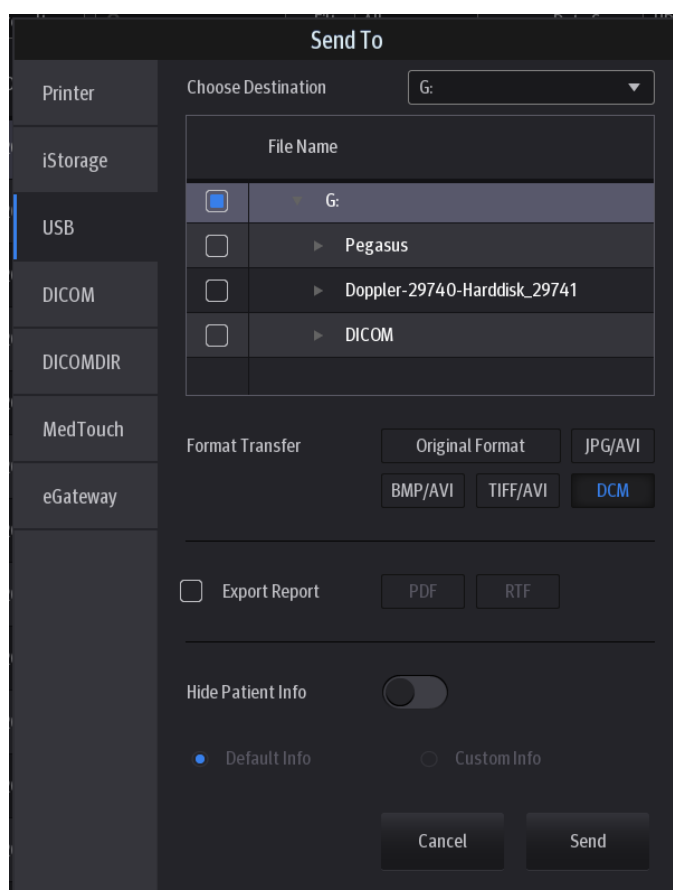 Send To
Printer
iStorage
USB
DICOM
DICOMDIR
MedTouch
eGateway
Choose Destination
G:
File Name
G:
Pegasus
Doppler-29740-Harddisk_29741
DICOM
Format Transfer
Original Format
JPG/AVI
BMP/AVI
TIFF/AVI
DCM
Export Report
PDF
RTF
Hide Patient Info
Default Info
Custom Info
Cancel
Send